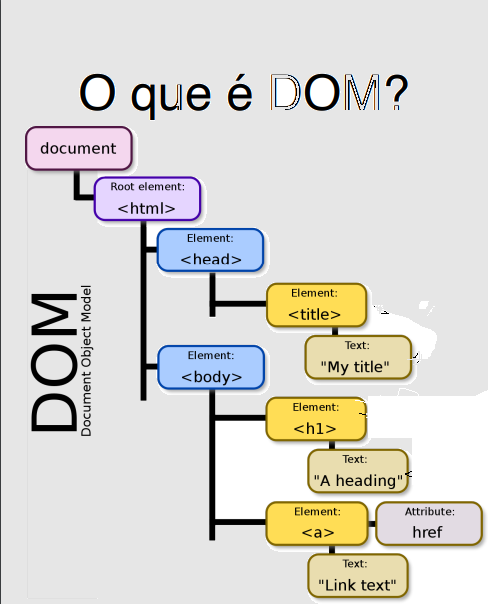 O que é DOM?
document
Root element:
<html>
Element:
<head>
Element:
<title>
Text:
"My title"
DOM
Document Object Model
Element:
<body>
Element:
<h1>
Text:
"A heading"
Element:
<a>
Attribute:
href
Text:
"Link text"